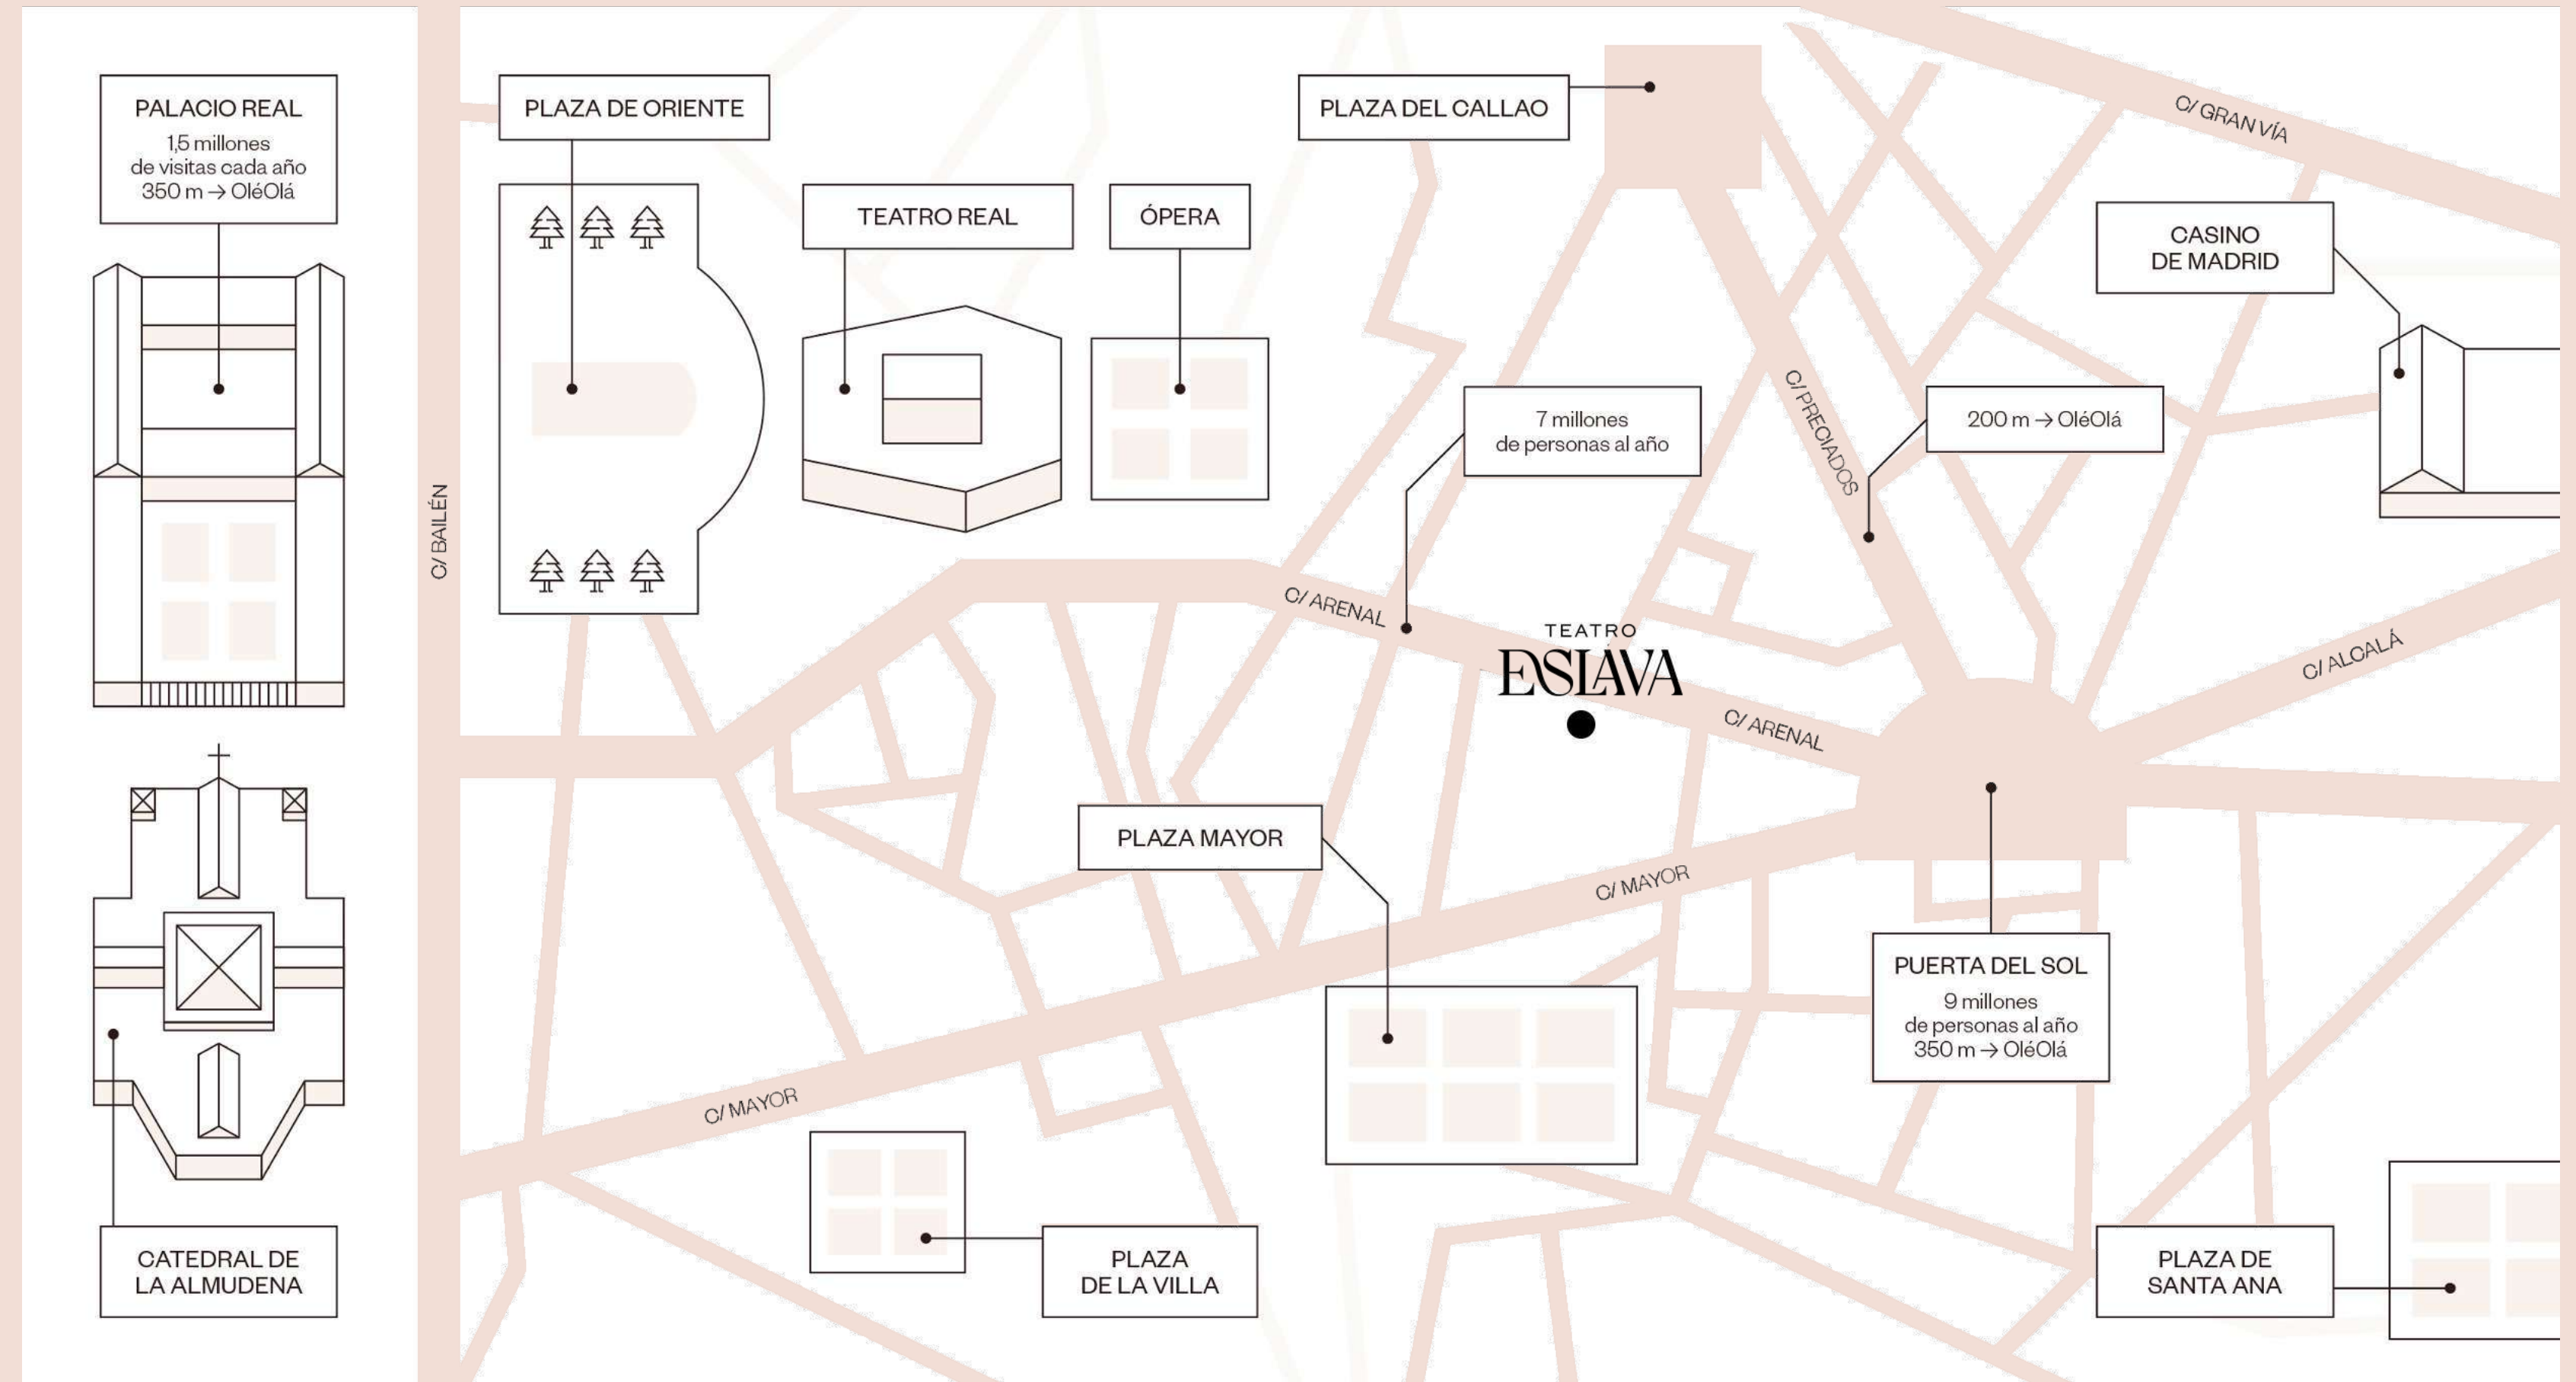 PALACIO REAL
1,5 millones
de visitas cada año
350 m → OléOlá
PLAZA DE ORIENTE
PLAZA DEL CALLAO
C/ GRAN VÍA
TEATRO REAL
ÓPERA
CASINO
DE MADRID
7 millones
de personas al año
C/ PRECIADOS
200 m → OléOlá
C/ BAILÉN
C/ ARENAL
TEATRO
ESLAVA
C/ ARENAL
C/ ALCALÁ
PLAZA MAYOR
C/ MAYOR
PUERTA DEL SOL
9 millones
de personas al año
350 m → OléOlá
C/ MAYOR
CATEDRAL DE
LA ALMUDENA
PLAZA
DE LA VILLA
PLAZA DE
SANTA ANA